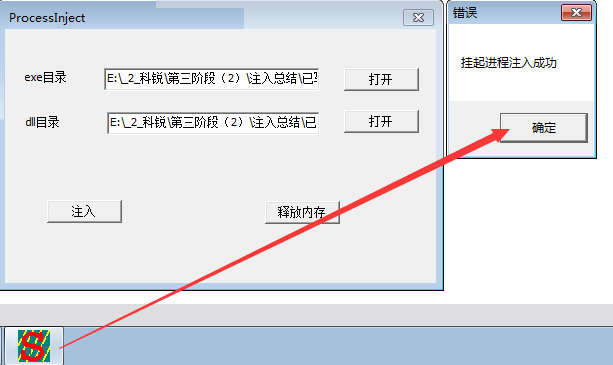 ProcessInject
exe目录
E:\_2_科锐\第三阶段（2）\注入总结\已
打开
dll目录
E:\_2_科锐\第三阶段（2）\注入总结\已
打开
注入
释放内存
错误
挂起进程注入成功
确定
S